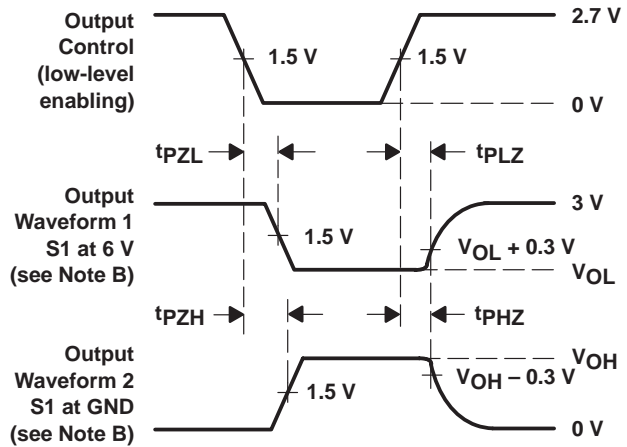 Output
Control
(low-level
enabling)
1.5 V
1.5 V
2.7 V
0 V
tPZL
tPLZ
Output
Waveform 1
S1 at 6 V
(see Note B)
1.5 V
3 V
VOL + 0.3 V
VOL
tPZH
tPHZ
Output
Waveform 2
S1 at GND
(see Note B)
1.5 V
VOH
VOH – 0.3 V
0 V